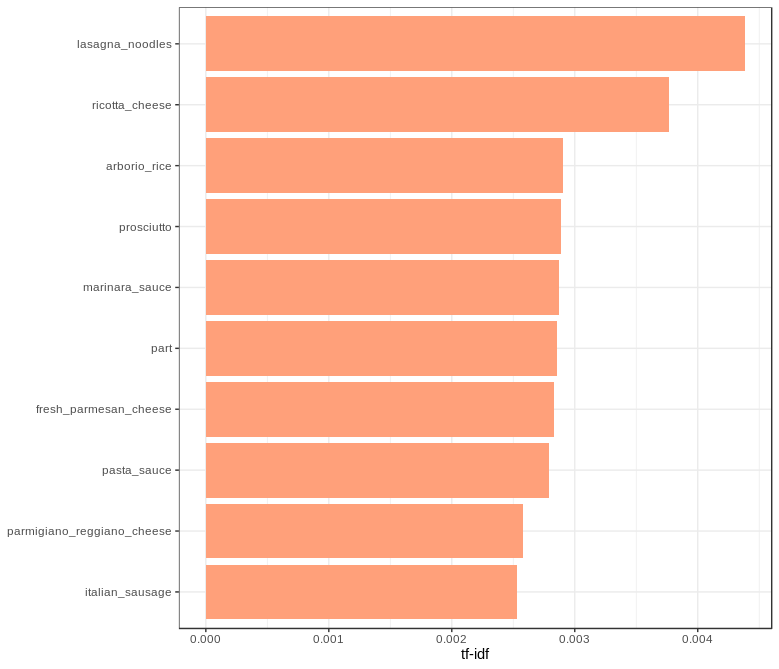 lasagna_noodles
ricotta_cheese
arborio_rice
prosciutto
marinara_sauce
part
fresh_parmesan_cheese
pasta_sauce
parmigiano_reggiano_cheese
italian_sausage
0.000 0.001 0.002 0.003 0.004
tf-idf